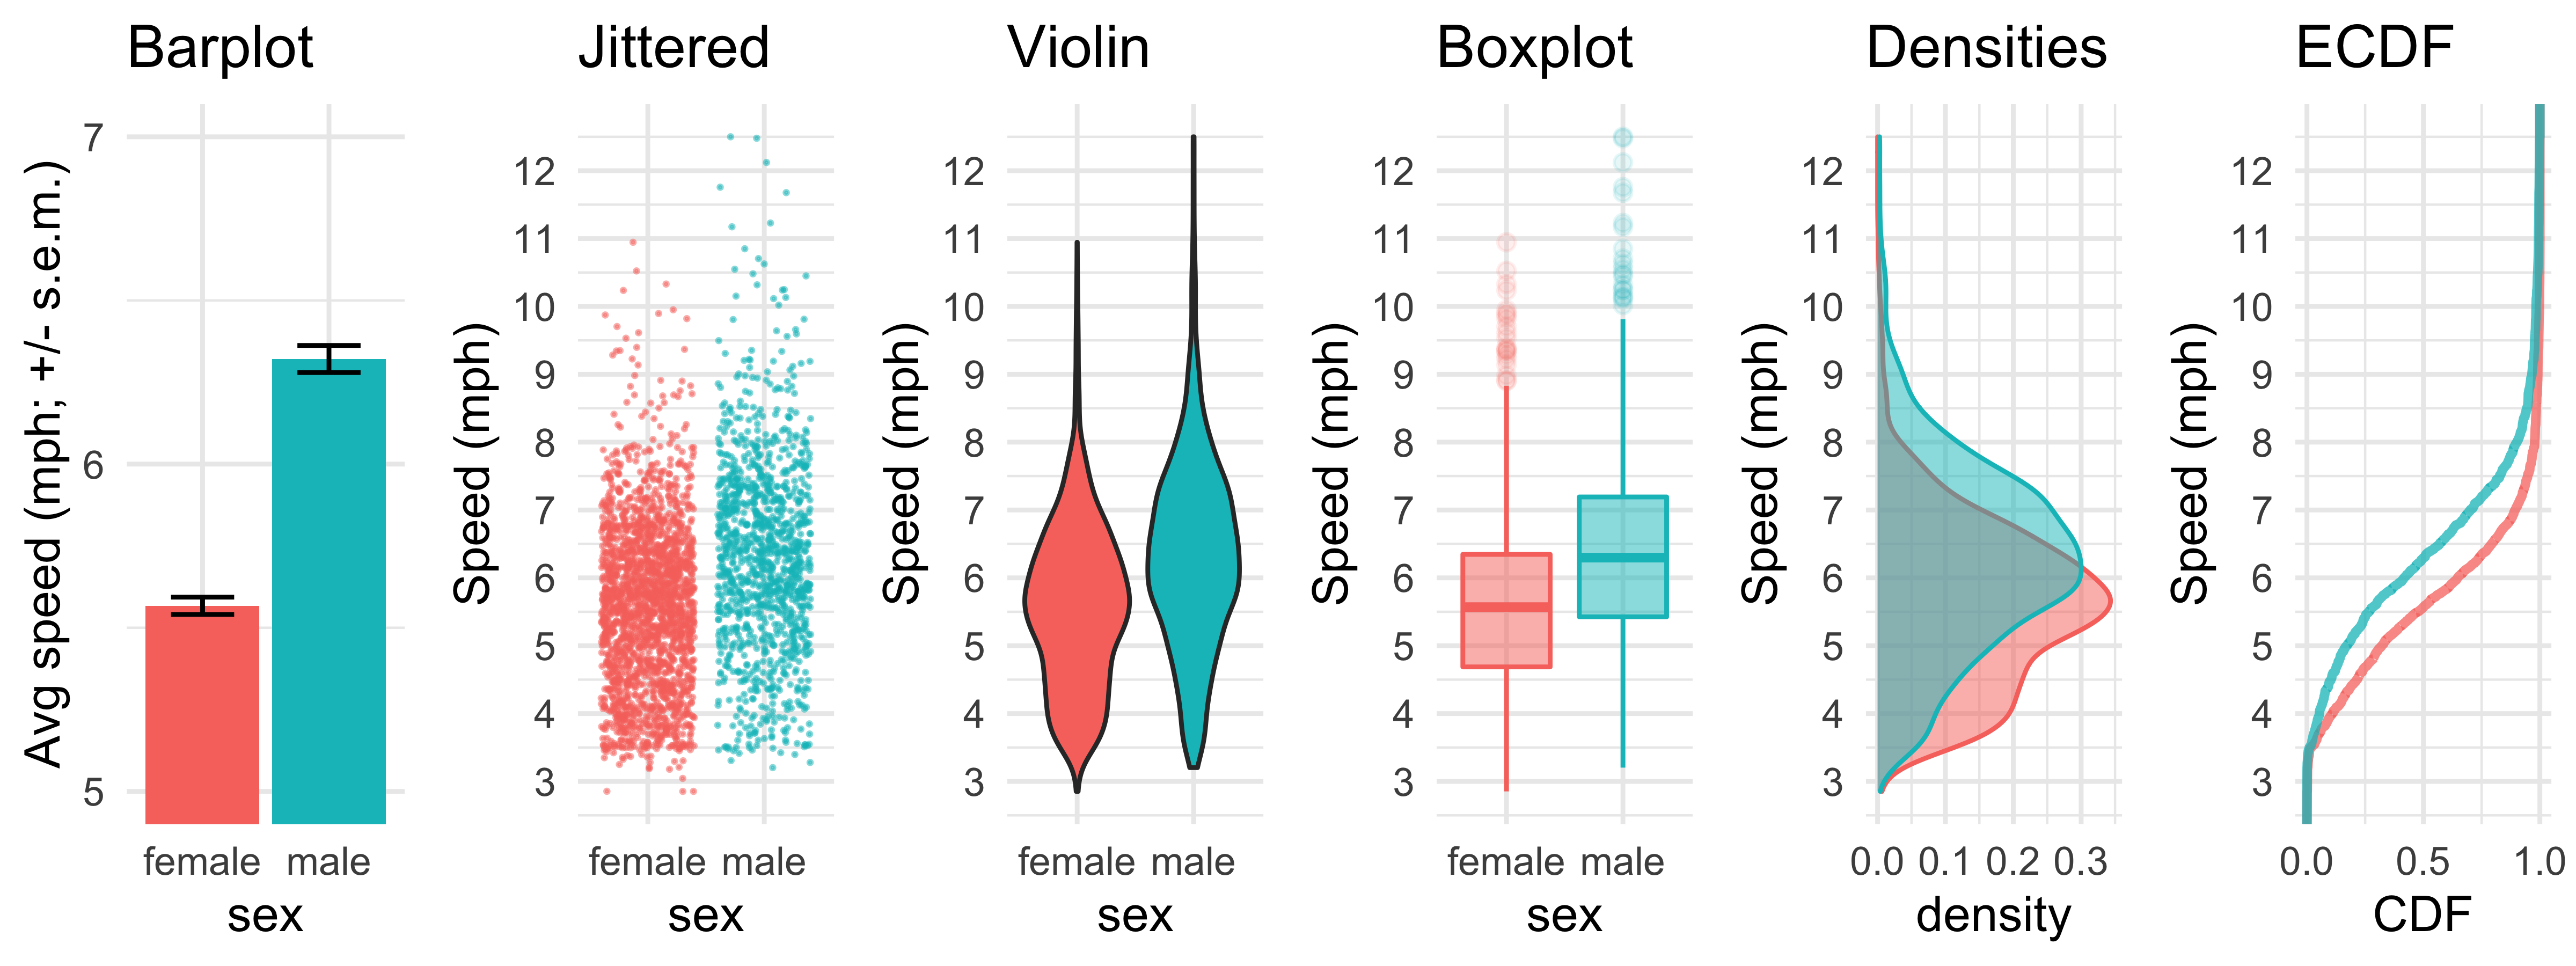 Barplot
Avg speed (mph; +/- s.e.m.)
7
6
5
female male
sex
Jittered
Speed (mph)
12
11
10
9
8
7
6
5
4
3
female male
sex
Violin
Speed (mph)
12
11
10
9
8
7
6
5
4
3
female male
sex
Boxplot
Speed (mph)
12
11
10
9
8
7
6
5
4
3
female male
sex
Densities
Speed (mph)
12
11
10
9
8
7
6
5
4
3
0.0 0.1 0.2 0.3
density
ECDF
Speed (mph)
12
11
10
9
8
7
6
5
4
3
0.0 0.5 1.0
CDF